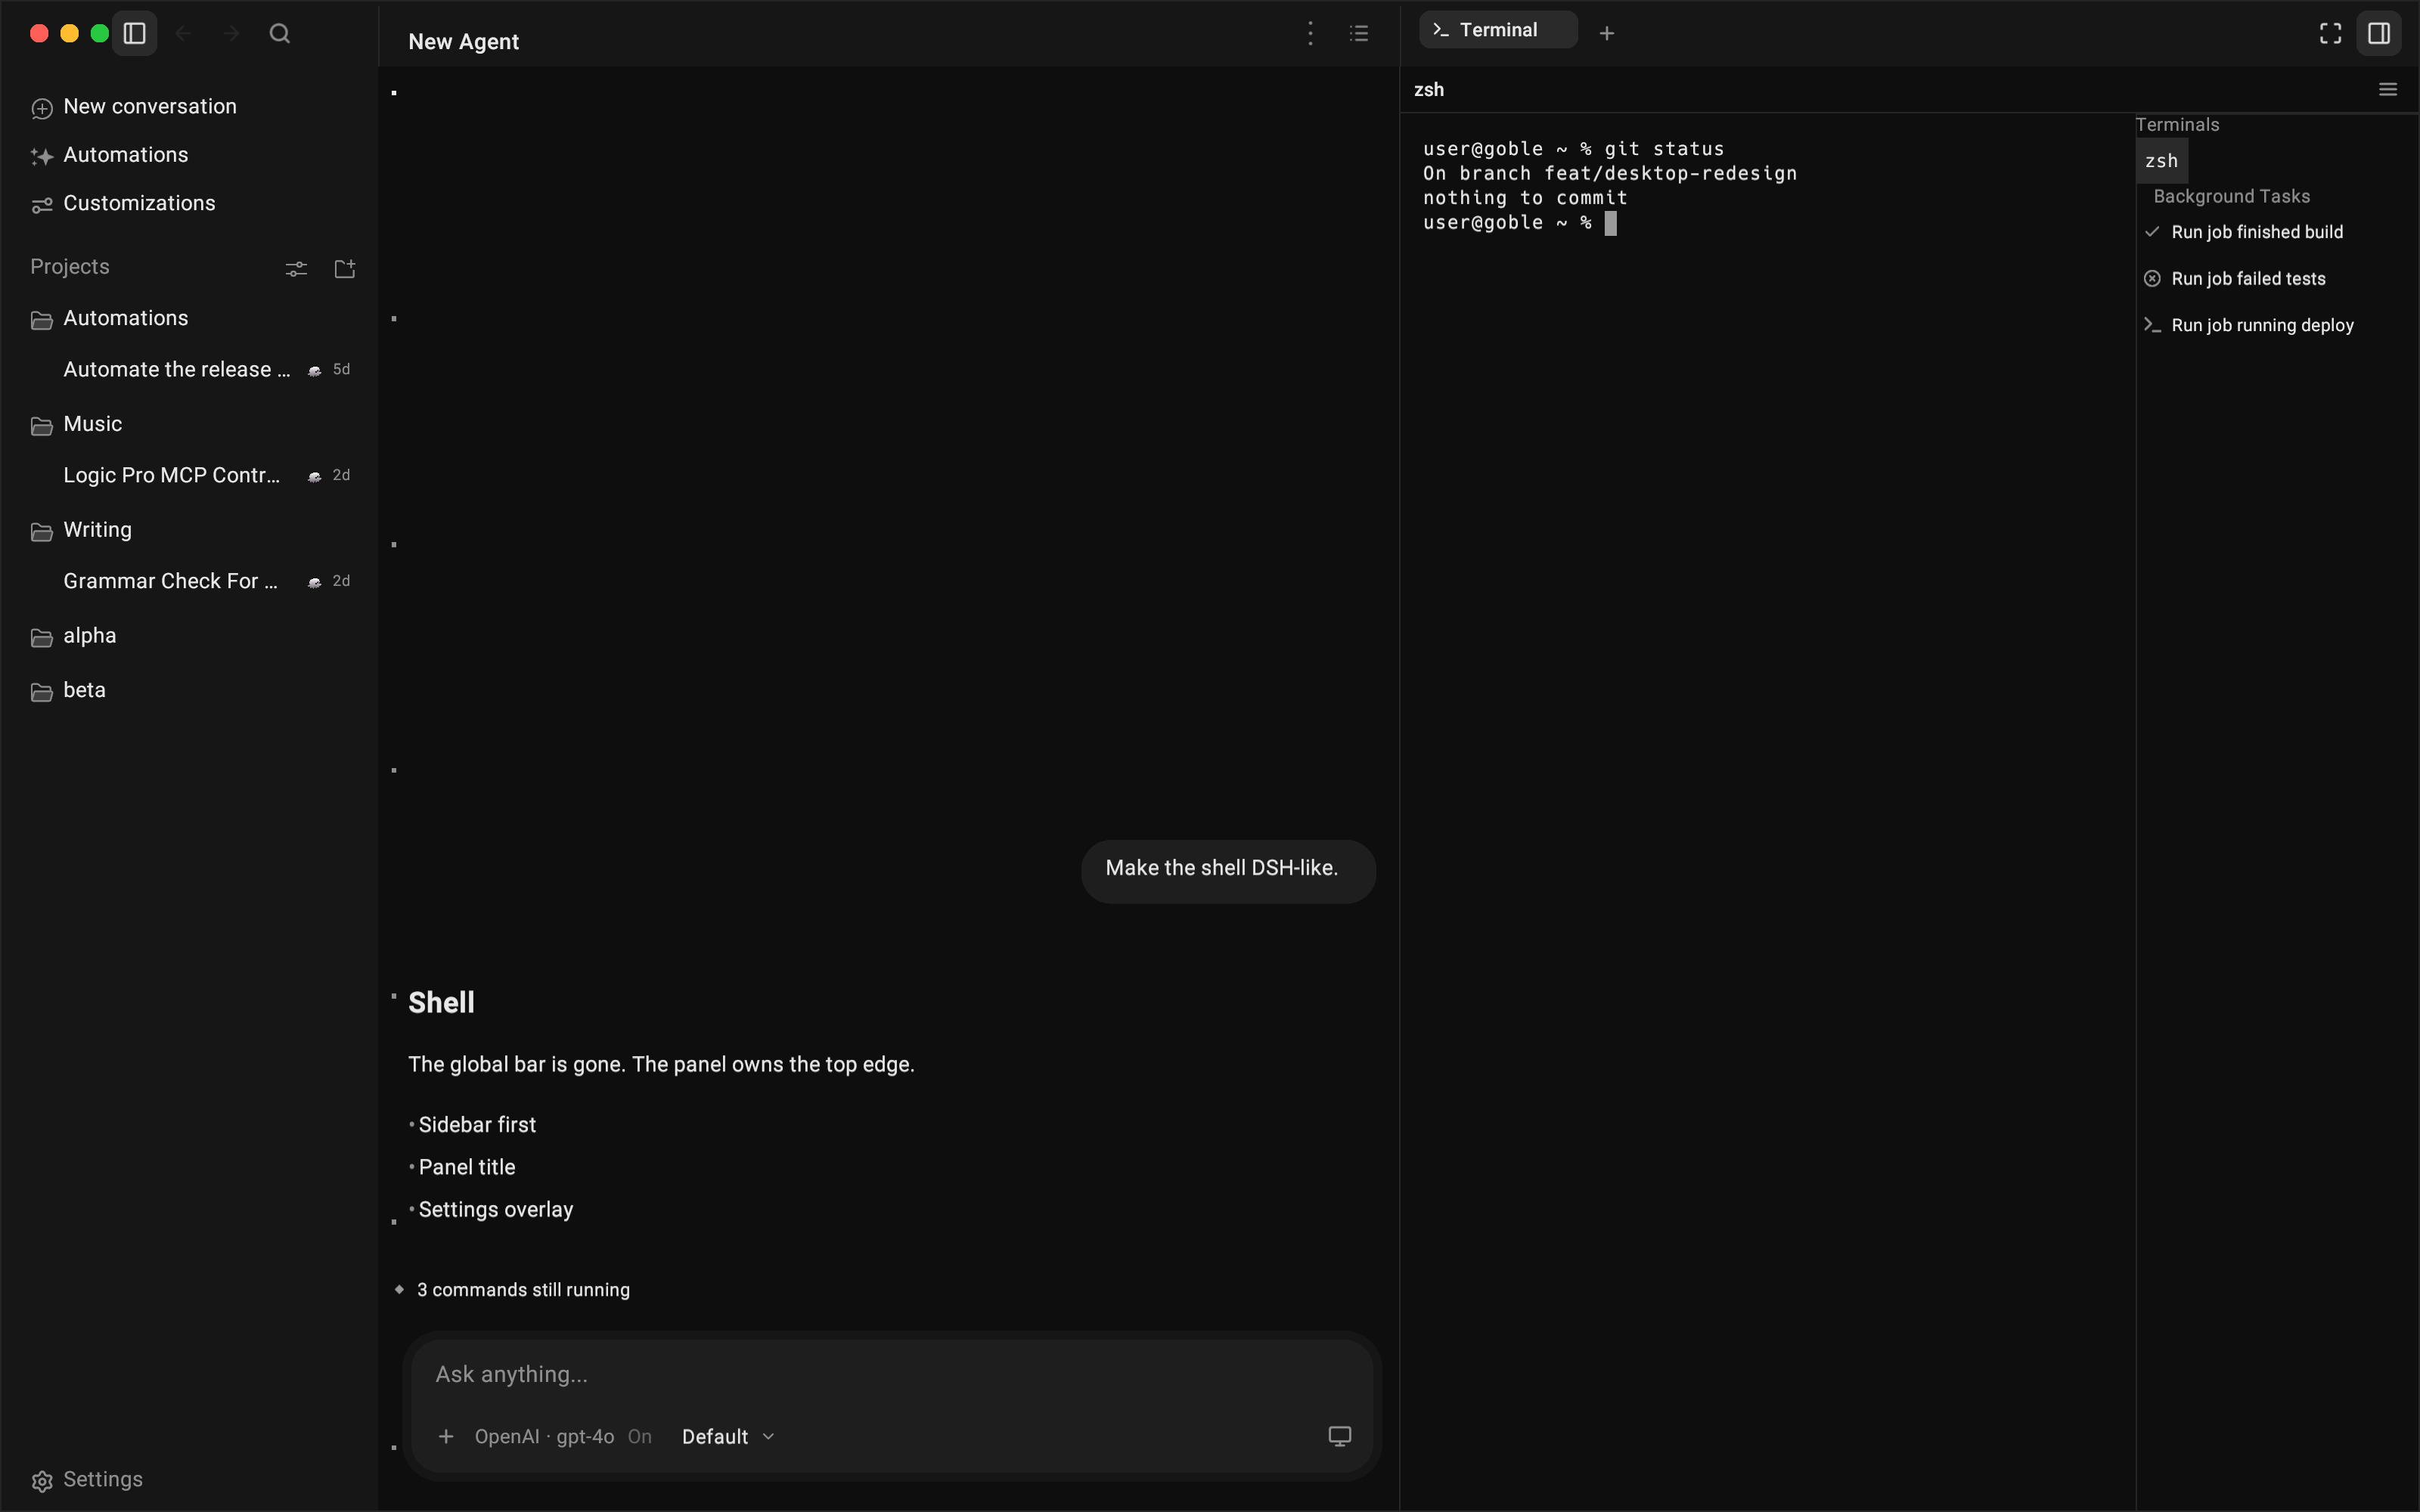 New conversation
Automations
Customizations
Projects
Automations
Automate the release ... 5d
Music
Logic Pro MCP Contr... 2d
Writing
Grammar Check For ... 2d
alpha
beta
Settings
New Agent
Make the shell DSH-like.
Shell
The global bar is gone. The panel owns the top edge.
• Sidebar first
• Panel title
• Settings overlay
3 commands still running
Ask anything...
OpenAI · gpt-4o On Default
Terminal
zsh
user@goble ~ % git status
On branch feat/desktop-redesign
nothing to commit
user@goble ~ %
Terminals
zsh
Background Tasks
Run job finished build
Run job failed tests
Run job running deploy